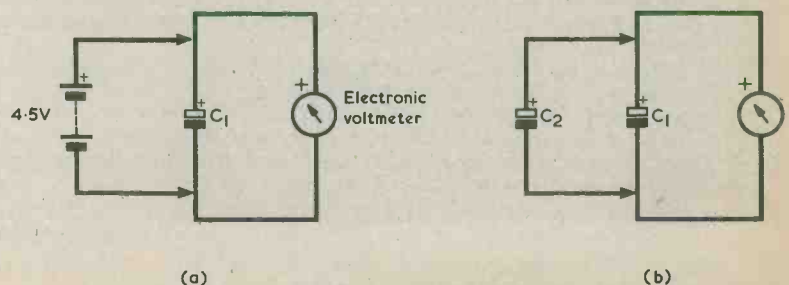 +
4·5V
+
C1
+
Electronic
voltmeter
(a)
+
C2
+
C1
+
(b)